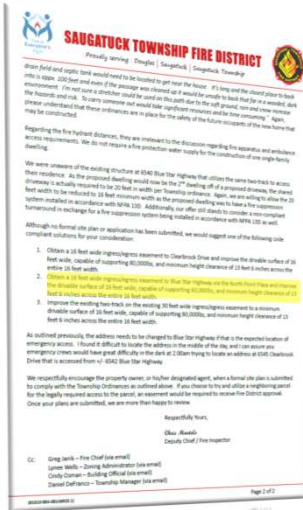 SAUGATUCK TOWNSHIP FIRE DISTRICT
Proudly serving: Douglas | Saugatuck | Saugatuck Township
drain field and septic tank would need to be located to get near the house. It's long and the closest place to back
into is appx. 100 feet and even if the passage was cleared up it would be unsafe to back that far in a wooded, dark
environment. I'm not sure a stretcher could be used on this path due to the soft ground, rain and snow increase
the hazards and risk. To carry someone out would take significant resources and be time consuming. Again,
please understand that these ordinances are in place for the safety of the future occupants of the new home that
may be constructed.
Regarding the fire hydrant distances, they are irrelevant to the discussion regarding fire apparatus and ambulance
access requirements. We do not require a fire protection water supply for the construction of one single-family
dwelling.
We were unaware of the existing structure at 6540 Blue Star Highway that utilizes the same two-track to access
their residence. As the proposed dwelling would now be the 2nd dwelling off of a proposed driveway, the shared
driveway is actually required to be 20 feet in width per Township ordinance. Again, we are willing to allow the 20
feet width to be reduced to 16 feet minimum width as the proposed dwelling was to have a fire suppression
system installed in accordance with NFPA 13D. Additionally, our offer still stands to consider a non-compliant
turnaround in exchange for a fire suppression system being installed in accordance with NFPA 13D as well.
Although no formal site plan or application has been submitted, we would suggest one of the following code
compliant solutions for your consideration:
1. Obtain a 16 feet wide ingress/egress easement to Clearbrook Drive and improve the drivable surface of 16
feet wide, capable of supporting 80,000lbs, and minimum height clearance of 13 feet 6 inches across the
entire 16 feet width.
2. Obtain a 16 feet wide ingress/egress easement to Blue Star Highway via the North Point Place and improve
the drivable surface of 16 feet wide, capable of supporting 80,000lbs, and minimum height clearance of 13
feet 6 inches across the entire 16 feet width.
3. Improve the existing two-track on the existing 30 feet wide ingress/egress easement to a minimum
drivable surface of 16 feet wide, capable of supporting 80,000lbs, and minimum height clearance of 13
feet 6 inches across the entire 16 feet width.
As outlined previously, the address needs to be changed to Blue Star Highway if that is the expected location of
emergency access. I found it difficult to locate the address in the middle of the day, and I can assure you
emergency crews would have great difficulty in the dark at 2:00am trying to locate an address at 6545 Clearbrook
Drive that is accessed from +/- 6542 Blue Star Highway.
We respectfully encourage the property owner, or his/her designated agent, when a formal site plan is submitted
to comply with the Township Ordinances as outlined above. If you choose to try and utilize a neighboring parcel
for the legally required access to the parcel, an easement would be required to receive Fire District approval.
Once your plans are submitted, we are more than happy to review.
Respectfully Yours,
Chris Mantels
Deputy Chief / Fire Inspector
Cc: Greg Janik – Fire Chief (via email)
Lynee Wells – Zoning Administrator (via email)
Cindy Osman – Building Official (via email)
Daniel DeFranco – Township Manager (via email)
Page 2 of 2